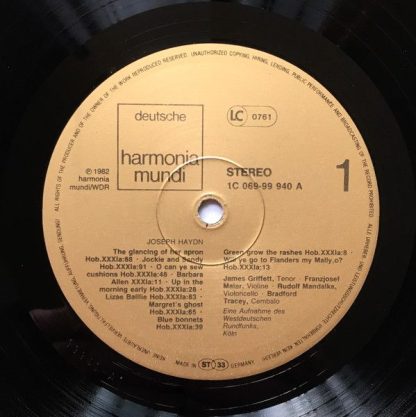 ALL RIGHTS OF THE PRODUCER AND OF THE OWNER OF THE WORK REPRODUCED RESERVED. UNAUTHORIZED COPYING, HIRING, LENDING, PUBLIC PERFORMANCE AND BROADCASTING OF THE RECORD PROHIBITED.
deutsche
harmonia
mundi
LC 0761
℗ 1982
harmonia
mundi/WDR
STEREO
1C 069-99 940 A
1
JOSEPH HAYDN
The glancing of her apron
Hob.XXXIa:88 · Jockie and Sandy
Hob.XXXIa:91 · O can ye sew
cushions Hob.XXXIa:48 · Barbara
Allen XXXIa:11 · Up in the
morning early XXXIa:28 ·
Lizae Baillie Hob.XXXIa:83 ·
Margret's ghost
Hob.XXXIa:65 ·
Blue bonnets
Hob.XXXIa:39
Green grow the rashes Hob.XXXIa:8 ·
Will ye go to Flanders my Mally,o?
Hob.XXXIa:13
James Griffett, Tenor · Franzjosef
Maier, Violine · Rudolf Mandalka,
Violoncello · Bradford
Tracey, Cembalo
Eine Aufnahme des
Westdeutschen
Rundfunks,
Köln
MADE IN
ST 33
GERMANY